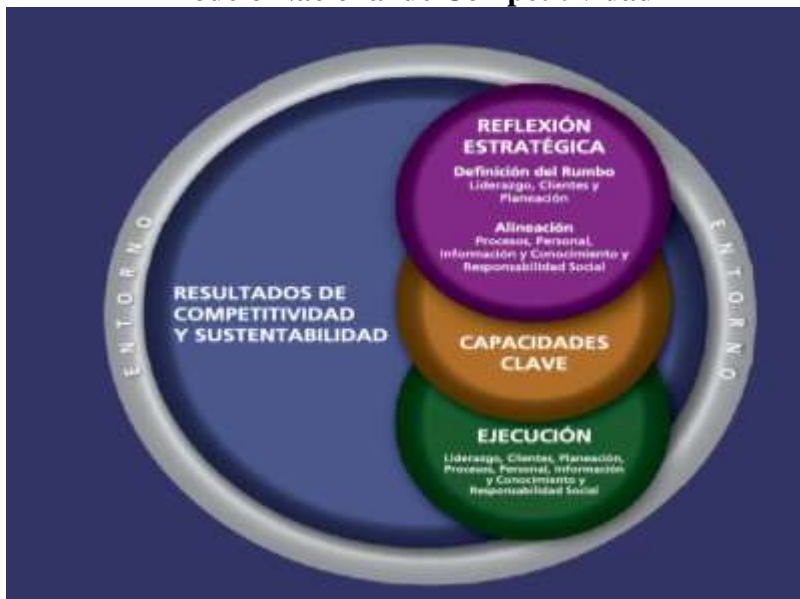 Nacional de Competitividad
REFLEXIÓN
ESTRATÉGICA
Definición del Rumbo
Liderazgo, Clientes y
Planeación
Alineación
Procesos, Personal,
Información y Conocimiento y
Responsabilidad Social
ENTORNO
ENTORNO
RESULTADOS DE
COMPETITIVIDAD
Y SUSTENTABILIDAD
CAPACIDADES
CLAVE
EJECUCIÓN
Liderazgo, Clientes, Planeación,
Procesos, Personal, Información
y Conocimiento y
Responsabilidad Social